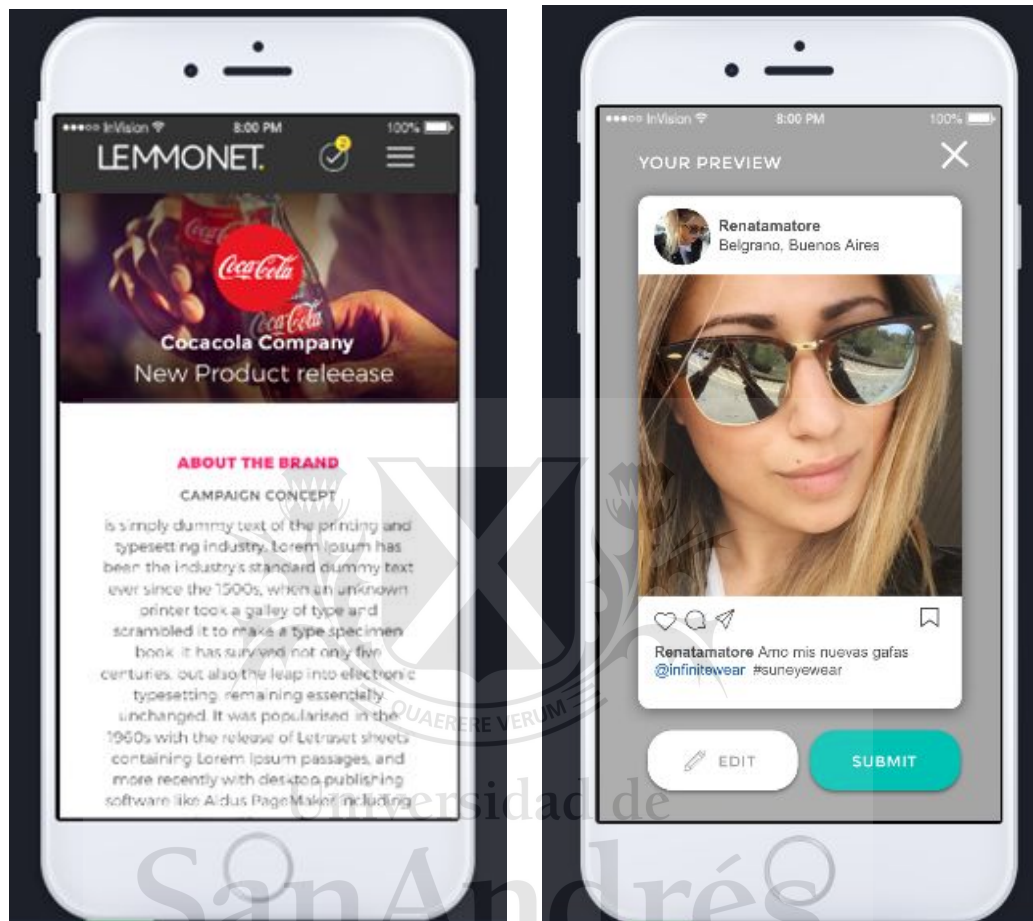 InVision
8:00 PM
100%
LEMMONET.
2
Coca-Cola
Coca-Cola
Coca-Cola
Cocacola Company
New Product releease
ABOUT THE BRAND
CAMPAIGN CONCEPT
is simply dummy text of the printing and
typesetting industry. Lorem Ipsum has
been the industry's standard dummy text
ever since the 1500s, when an unknown
printer took a galley of type and
scrambled it to make a type specimen
book. It has survived not only five
centuries, but also the leap into electronic
typesetting, remaining essentially
unchanged. It was popularised in the
1960s with the release of Letraset sheets
containing Lorem Ipsum passages, and
more recently with desktop publishing
software like Aldus PageMaker including
InVision
8:00 PM
100%
YOUR PREVIEW
Renatamatore
Belgrano, Buenos Aires
Renatamatore Amo mis nuevas gafas
@infinitewear #suneyewear
EDIT
SUBMIT
QUAERERE VERUM
Universidad de
SanAndrés